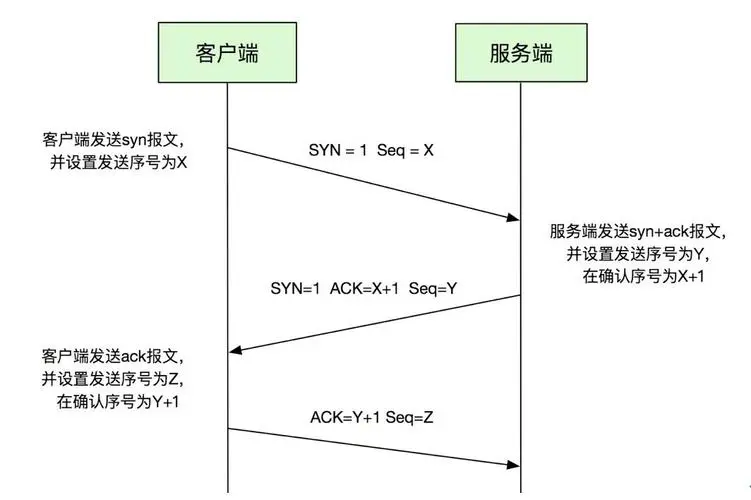 客户端
服务端
客户端发送syn报文,
并设置发送序号为X
SYN = 1 Seq = X
服务端发送syn+ack报文,
并设置发送序号为Y,
在确认序号为X+1
SYN=1 ACK=X+1 Seq=Y
客户端发送ack报文,
并设置发送序号为Z,
在确认序号为Y+1
ACK=Y+1 Seq=Z